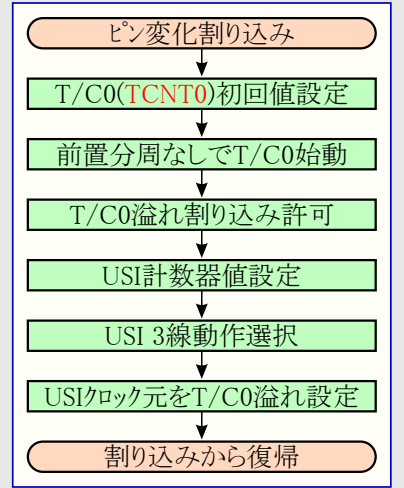 ピン変化割り込み
T/C0(TCNT0)初回値設定
前置分周なしでT/C0始動
T/C0溢れ割り込み許可
USI計数器値設定
USI 3線動作選択
USIクロック元をT/C0溢れ設定
割り込みから復帰